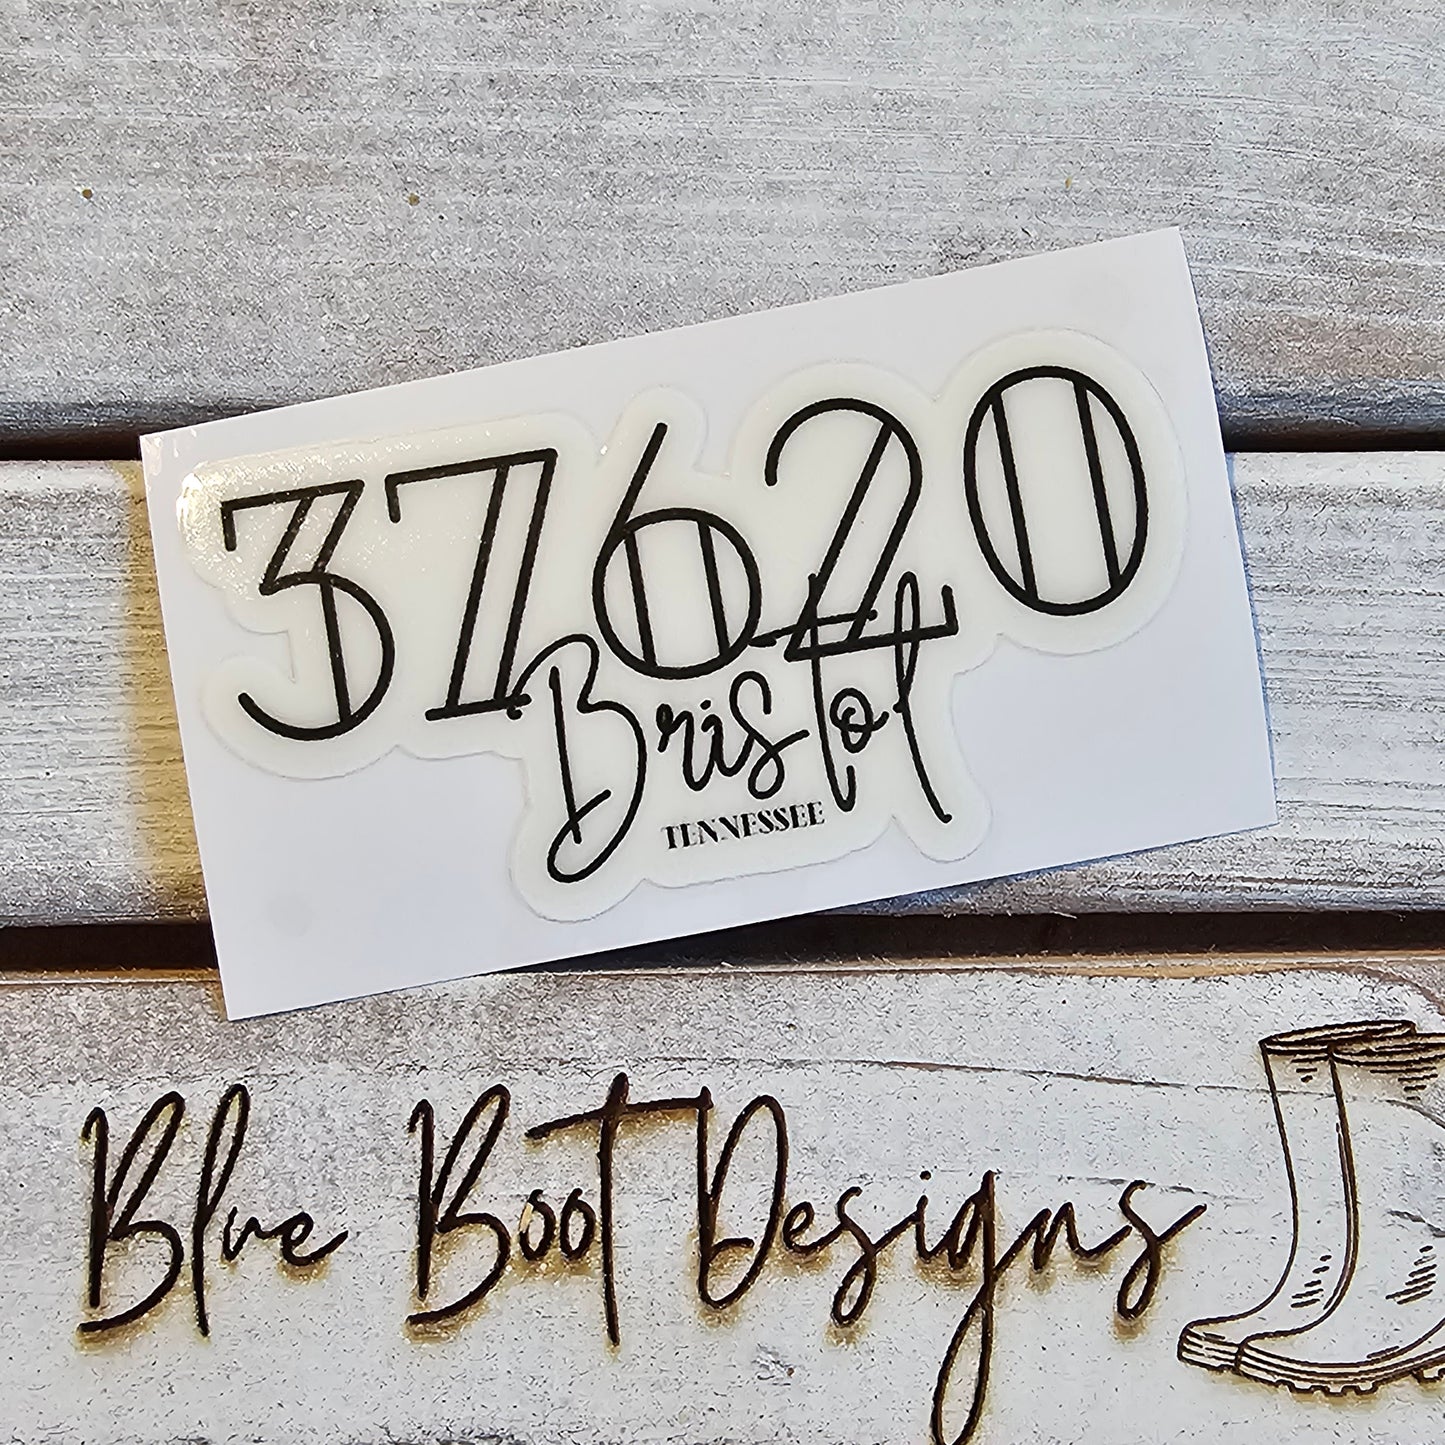 37620
Bristol
TENNESSEE
Blue Boot Designs